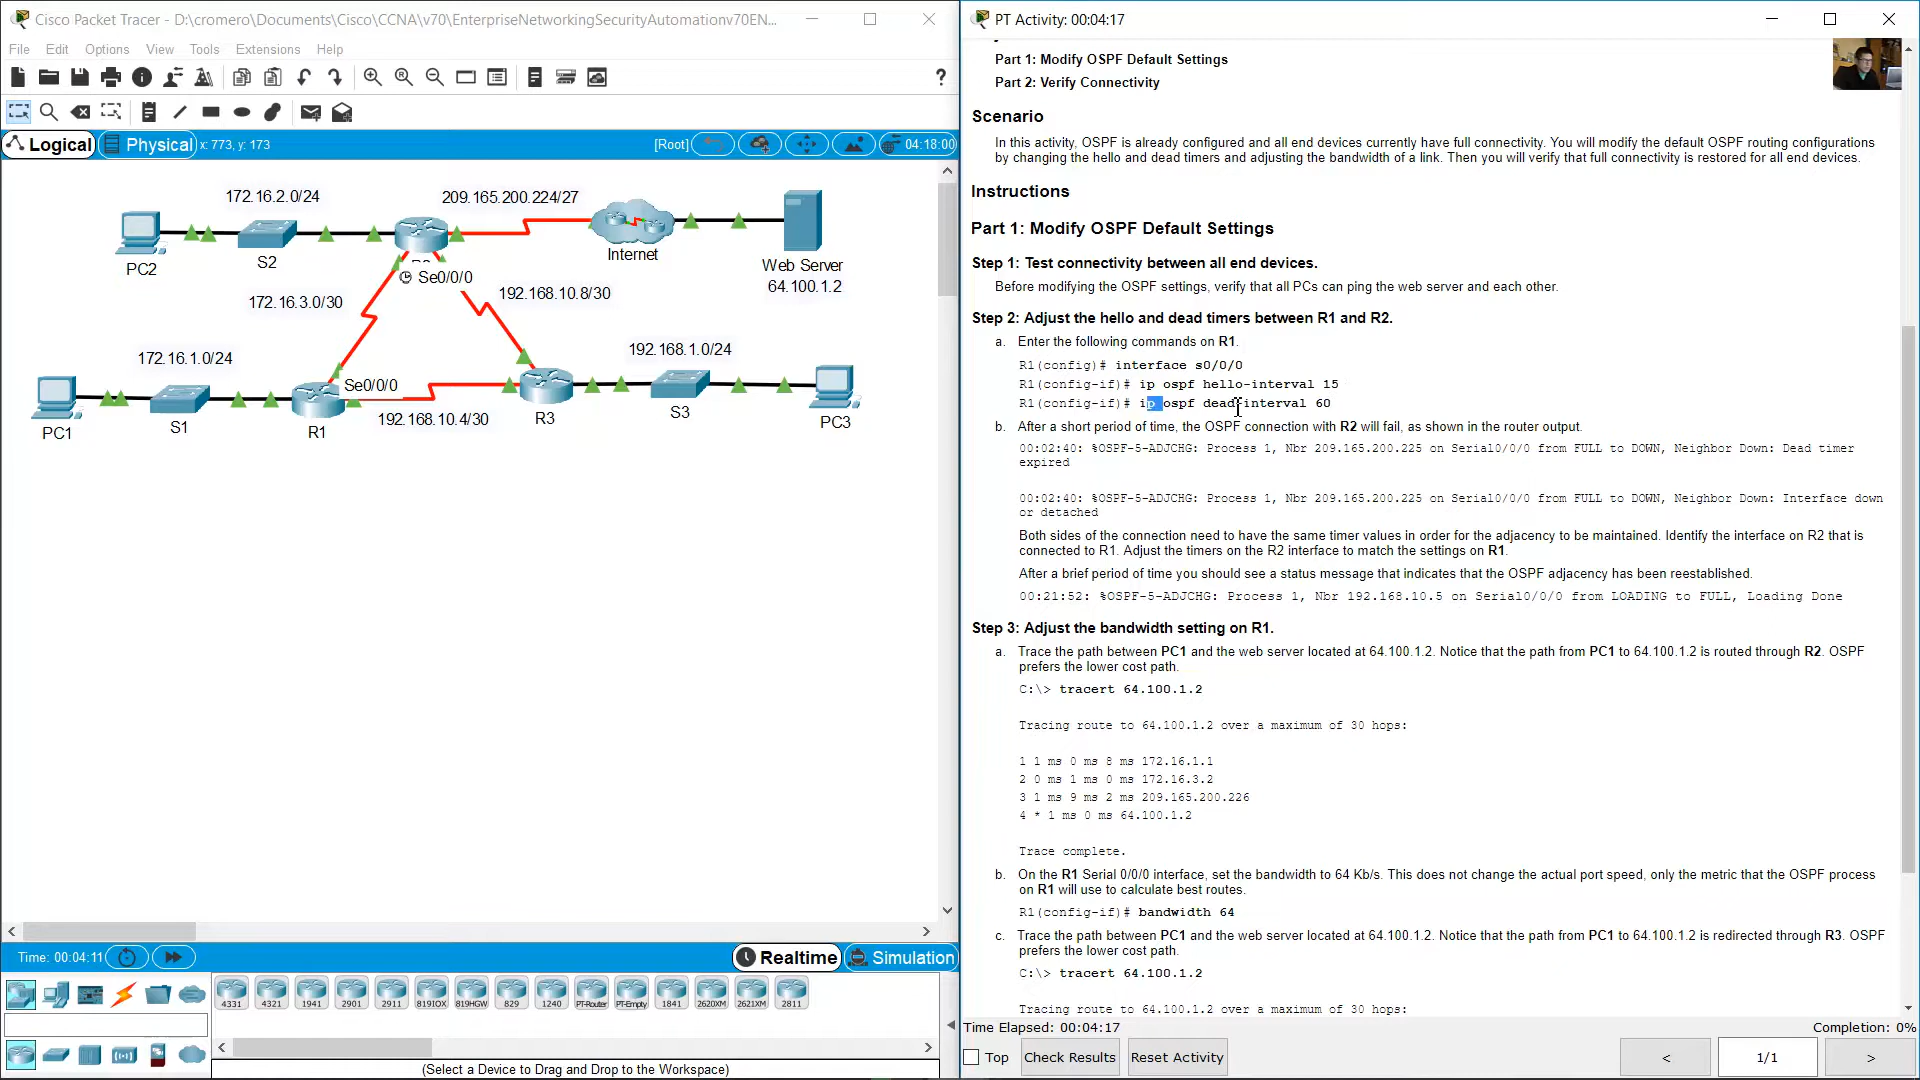 Cisco Packet Tracer - D:\cromero\Documents\Cisco\CCNA\v70\EnterpriseNetworkingSecurityAutomationv70EN...
File Edit Options View Tools Extensions Help
?
Logical
Physical
x: 773, y: 173
[Root]
04:18:00
172.16.2.0/24
209.165.200.224/27
PC2
S2
Internet
Web Server
64.100.1.2
Se0/0/0
172.16.3.0/30
192.168.10.8/30
172.16.1.0/24
192.168.1.0/24
Se0/0/0
PC1
S1
R1
192.168.10.4/30
R3
S3
PC3
Time: 00:04:11
Realtime
Simulation
4331 4321 1941 2901 2911 819IOX 819HGW 829 1240 PT-Router PT-Empty 1841 2620XM 2621XM 2811
(Select a Device to Drag and Drop to the Workspace)
PT Activity: 00:04:17
Part 1: Modify OSPF Default Settings
Part 2: Verify Connectivity
Scenario
In this activity, OSPF is already configured and all end devices currently have full connectivity. You will modify the default OSPF routing configurations
by changing the hello and dead timers and adjusting the bandwidth of a link. Then you will verify that full connectivity is restored for all end devices.
Instructions
Part 1: Modify OSPF Default Settings
Step 1: Test connectivity between all end devices.
Before modifying the OSPF settings, verify that all PCs can ping the web server and each other.
Step 2: Adjust the hello and dead timers between R1 and R2.
a. Enter the following commands on R1.
R1(config)# interface s0/0/0
R1(config-if)# ip ospf hello-interval 15
R1(config-if)# ip ospf dead-interval 60
b. After a short period of time, the OSPF connection with R2 will fail, as shown in the router output.
00:02:40: %OSPF-5-ADJCHG: Process 1, Nbr 209.165.200.225 on Serial0/0/0 from FULL to DOWN, Neighbor Down: Dead timer
expired
00:02:40: %OSPF-5-ADJCHG: Process 1, Nbr 209.165.200.225 on Serial0/0/0 from FULL to DOWN, Neighbor Down: Interface down
or detached
Both sides of the connection need to have the same timer values in order for the adjacency to be maintained. Identify the interface on R2 that is
connected to R1. Adjust the timers on the R2 interface to match the settings on R1.
After a brief period of time you should see a status message that indicates that the OSPF adjacency has been reestablished.
00:21:52: %OSPF-5-ADJCHG: Process 1, Nbr 192.168.10.5 on Serial0/0/0 from LOADING to FULL, Loading Done
Step 3: Adjust the bandwidth setting on R1.
a. Trace the path between PC1 and the web server located at 64.100.1.2. Notice that the path from PC1 to 64.100.1.2 is routed through R2. OSPF
prefers the lower cost path.
C:\> tracert 64.100.1.2
Tracing route to 64.100.1.2 over a maximum of 30 hops:
1 1 ms 0 ms 8 ms 172.16.1.1
2 0 ms 1 ms 0 ms 172.16.3.2
3 1 ms 9 ms 2 ms 209.165.200.226
4 * 1 ms 0 ms 64.100.1.2
Trace complete.
b. On the R1 Serial 0/0/0 interface, set the bandwidth to 64 Kb/s. This does not change the actual port speed, only the metric that the OSPF process
on R1 will use to calculate best routes.
R1(config-if)# bandwidth 64
c. Trace the path between PC1 and the web server located at 64.100.1.2. Notice that the path from PC1 to 64.100.1.2 is redirected through R3. OSPF
prefers the lower cost path.
C:\> tracert 64.100.1.2
Tracing route to 64.100.1.2 over a maximum of 30 hops:
Time Elapsed: 00:04:17
Completion: 0%
Top
Check Results
Reset Activity
<
1/1
>